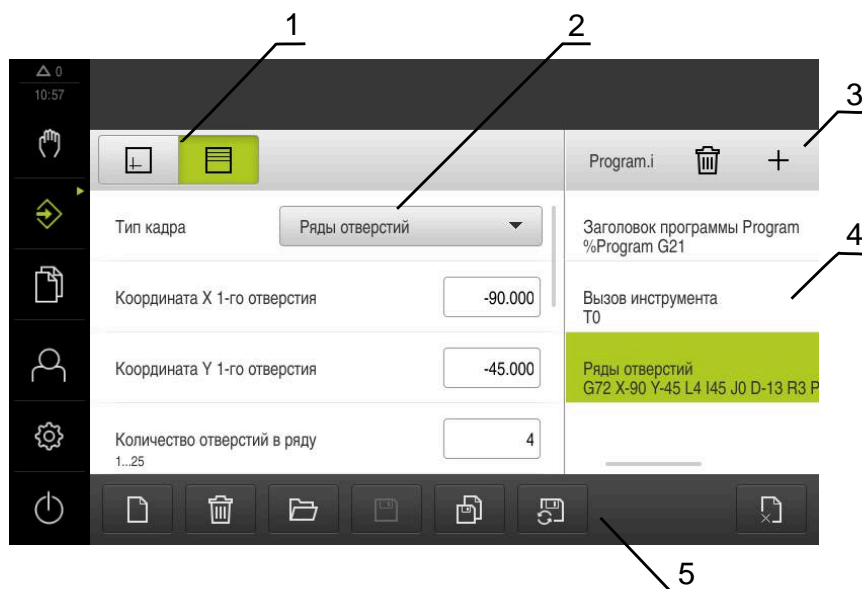 1
2
3
4
5
0
10:57
Program.i
Тип кадра
Ряды отверстий
Координата X 1-го отверстия
-90.000
Координата Y 1-го отверстия
-45.000
Количество отверстий в ряду
1...25
4
Заголовок программы Program
%Program G21
Вызов инструмента
T0
Ряды отверстий
G72 X-90 Y-45 L4 I45 J0 D-13 R3 P